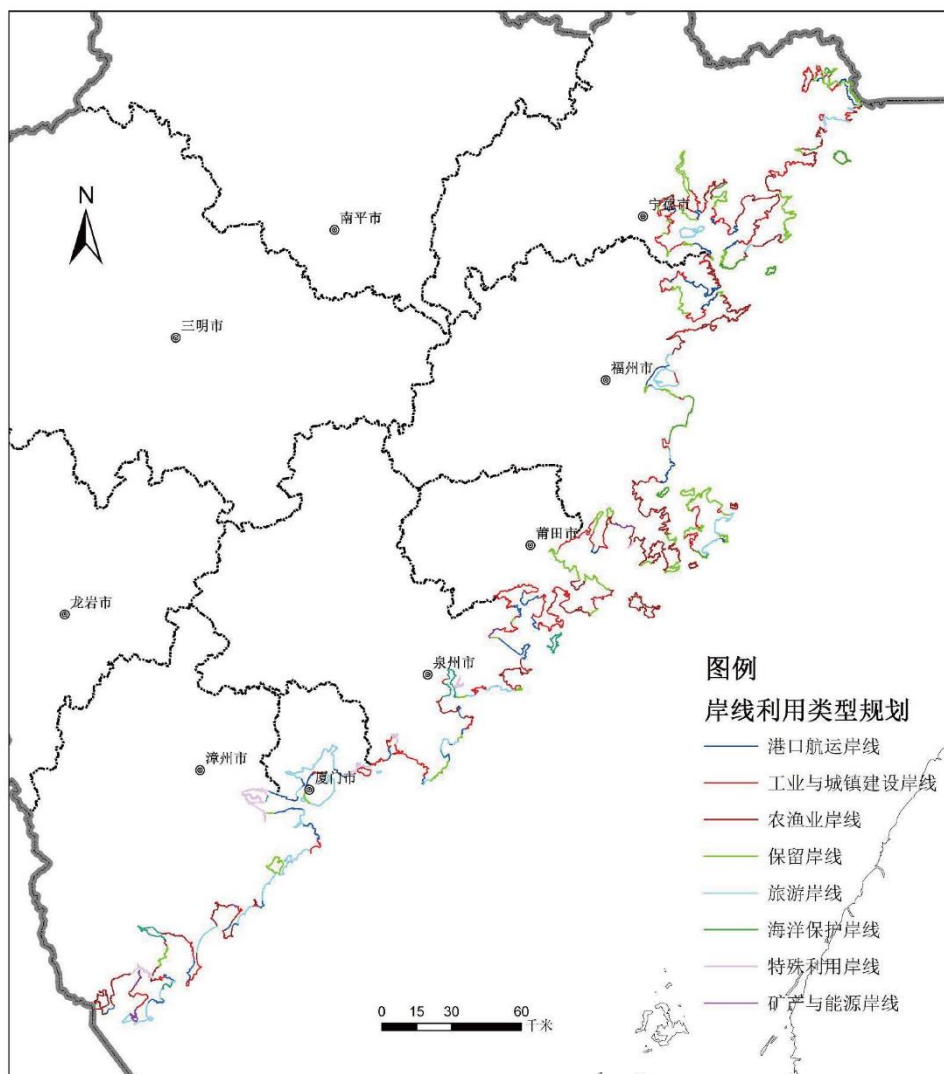 N
宁德市
南平市
三明市
福州市
莆田市
龙岩市
泉州市
漳州市
厦门市
图例
岸线利用类型规划
港口航运岸线
工业与城镇建设岸线
农渔业岸线
保留岸线
旅游岸线
海洋保护岸线
特殊利用岸线
矿产与能源岸线
0 15 30 60
千米